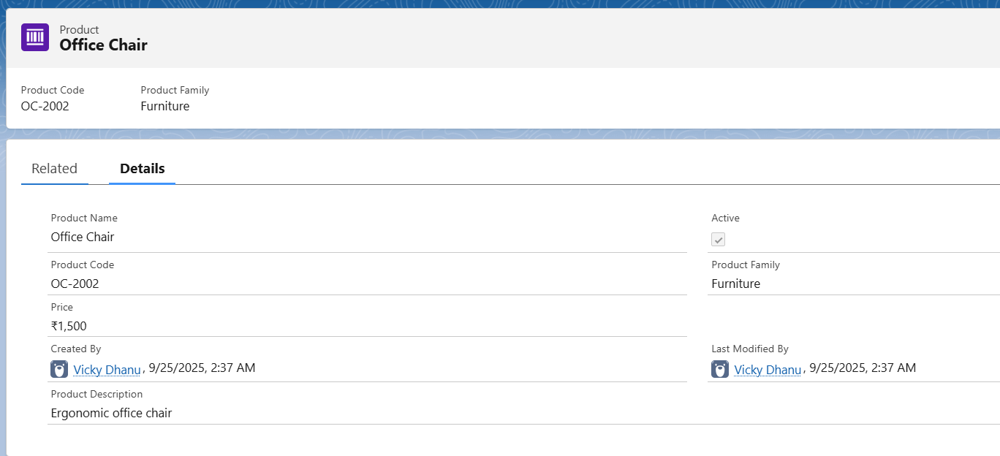 Product
Office Chair
Product Code Product Family
OC-2002 Furniture
Related Details
Product Name Active
Office Chair
Product Code Product Family
OC-2002 Furniture
Price
₹1,500
Created By Last Modified By
Vicky Dhanu, 9/25/2025, 2:37 AM Vicky Dhanu, 9/25/2025, 2:37 AM
Product Description
Ergonomic office chair